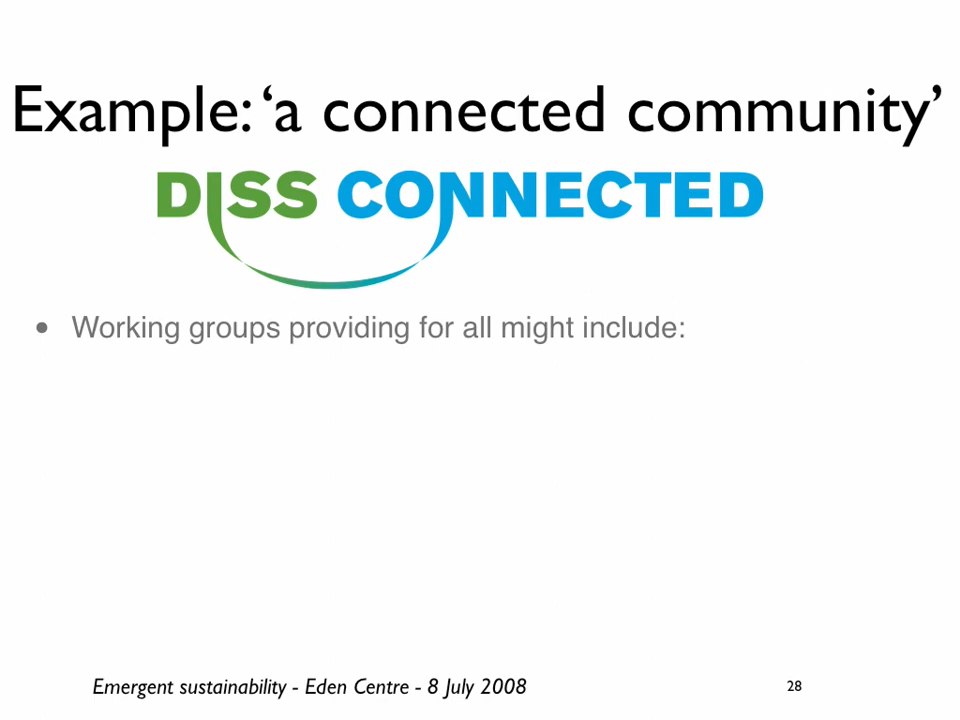 Example: ‘a connected community’
DISS CONNECTED
• Working groups providing for all might include:
Emergent sustainability - Eden Centre - 8 July 2008
28